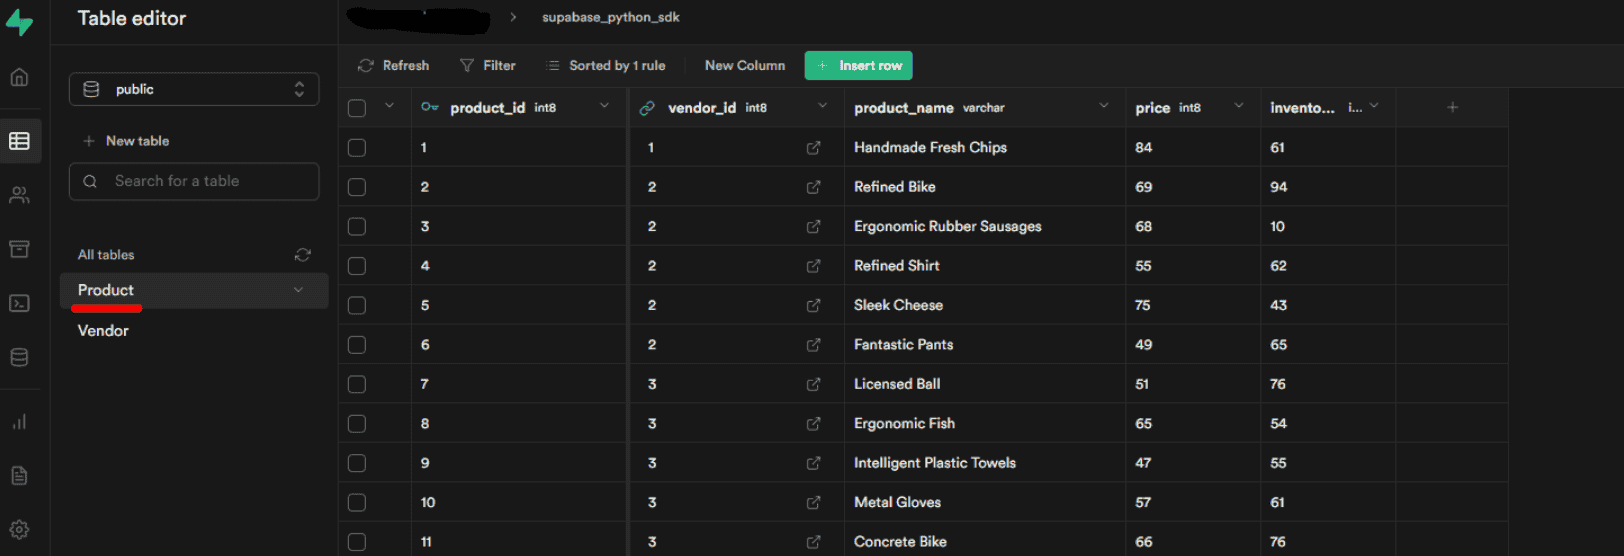 Table editor
supabase_python_sdk
public
New table
Search for a table
All tables
Product
Vendor
Refresh Filter Sorted by 1 rule New Column + Insert row
product_id int8 vendor_id int8 product_name varchar price int8 invento... i...
1 1 Handmade Fresh Chips 84 61
2 2 Refined Bike 69 94
3 2 Ergonomic Rubber Sausages 68 10
4 2 Refined Shirt 55 62
5 2 Sleek Cheese 75 43
6 2 Fantastic Pants 49 65
7 3 Licensed Ball 51 76
8 3 Ergonomic Fish 65 54
9 3 Intelligent Plastic Towels 47 55
10 3 Metal Gloves 57 61
11 3 Concrete Bike 66 76